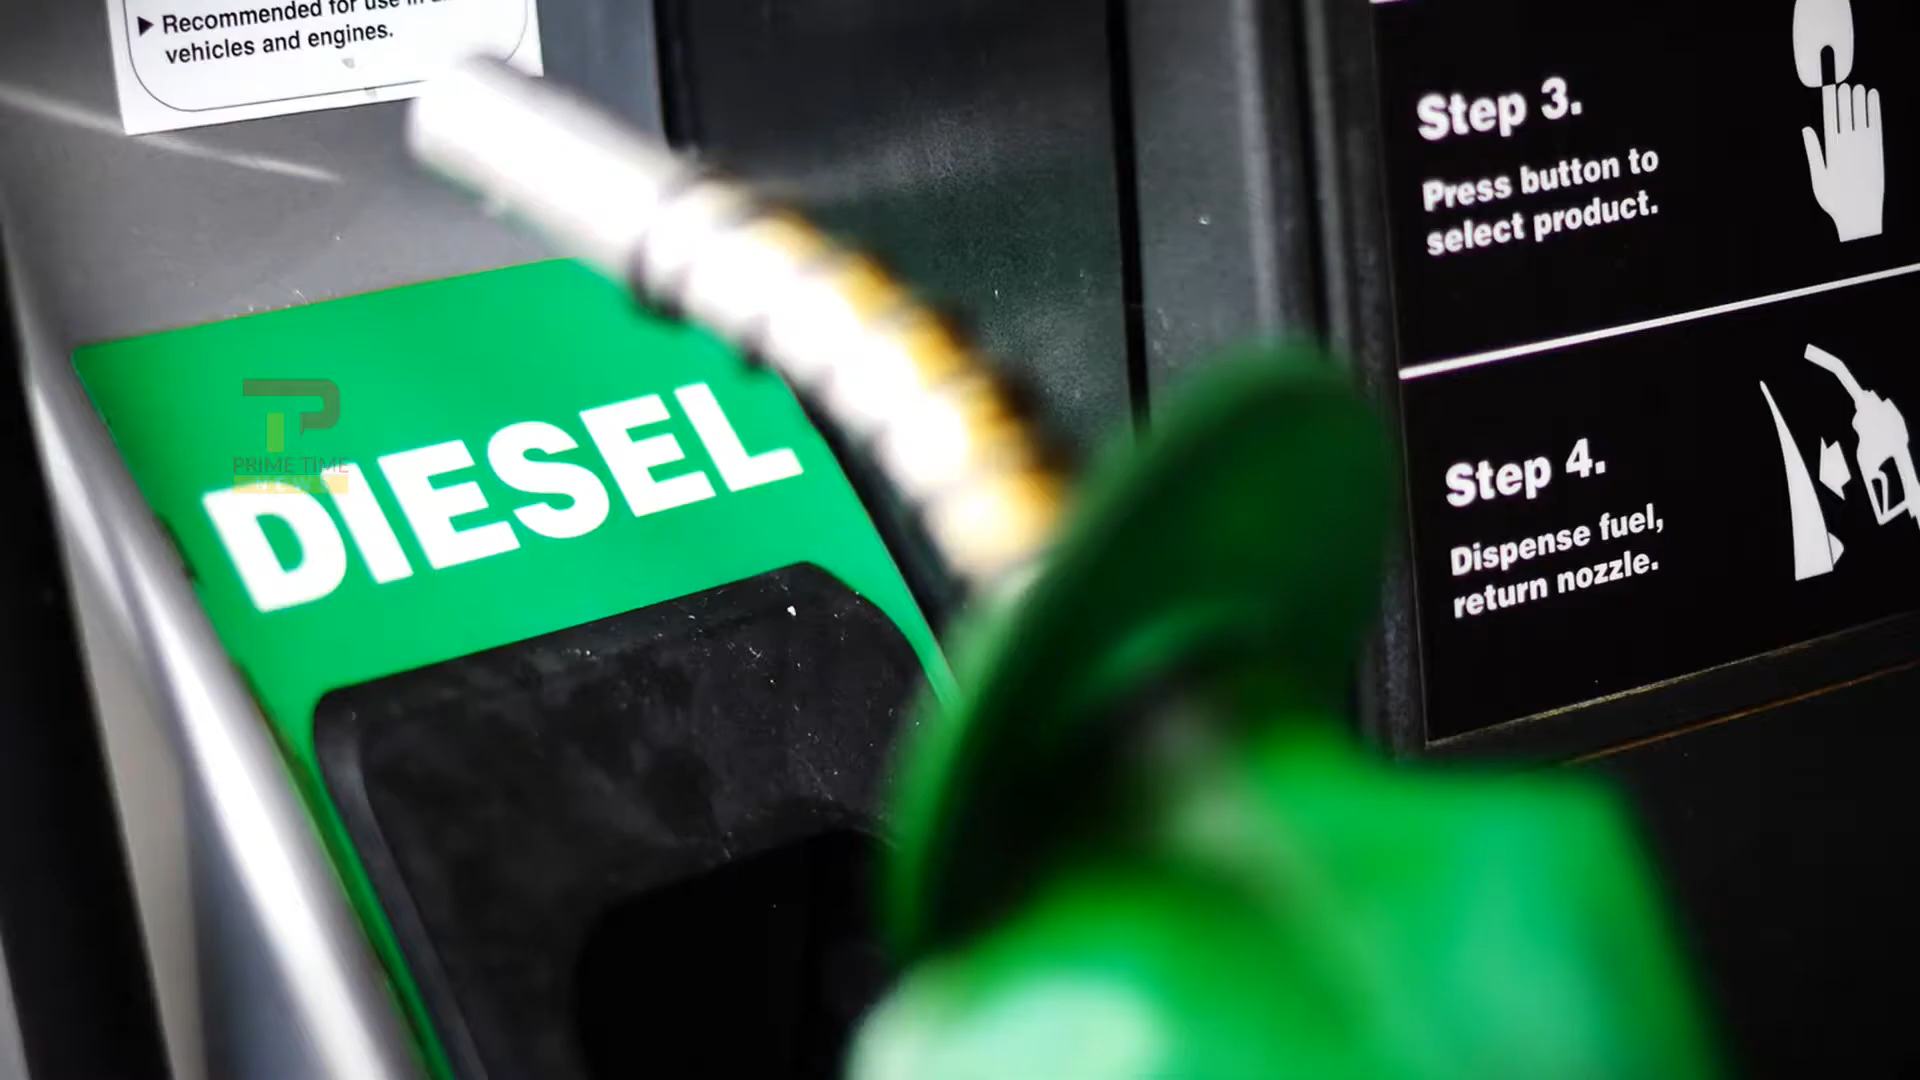 ▶ Recommended for use in
vehicles and engines.
DIESEL
PRIME TIME
NEWS
Step 3.
Press button to
select product.
Step 4.
Dispense fuel,
return nozzle.